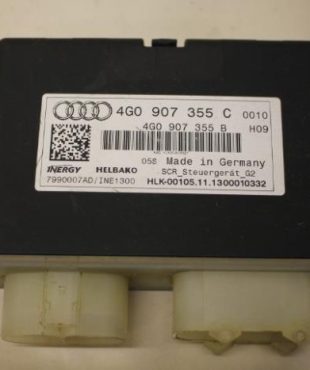 4G0 907 355 C 0010
4G0 907 355 B H09
058 Made in Germany
INERGY HELBAKO SCR_Steuergerät_G2
7990007AD/INE1300 HLK-00105.11.1300010332